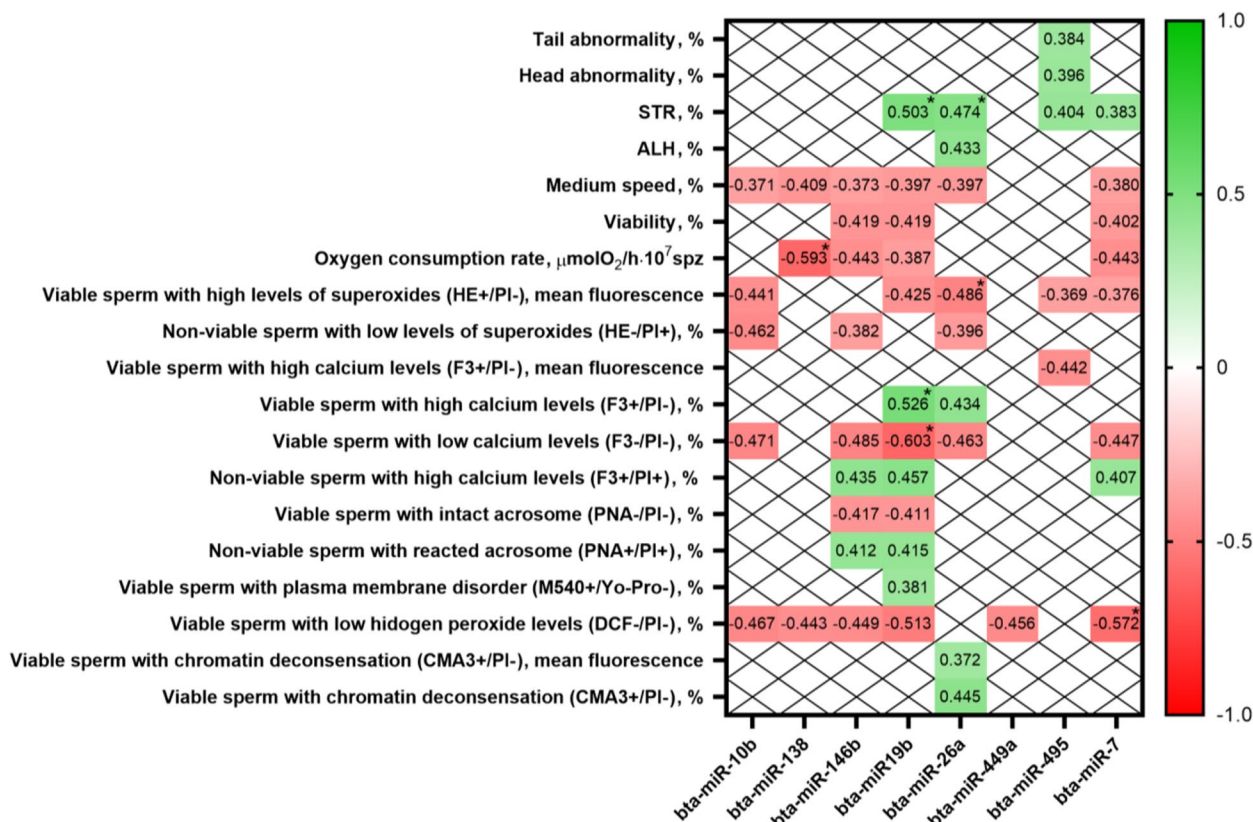 Tail abnormality, % 0.384
Head abnormality, % 0.396
STR, % 0.503* 0.474* 0.404 0.383
ALH, % 0.433
Medium speed, % -0.371 -0.409 -0.373 -0.397 -0.397 -0.380
Viability, % -0.419 -0.419 -0.402
Oxygen consumption rate, μmolO₂/h·10⁷spz -0.593* -0.443 -0.387 -0.443
Viable sperm with high levels of superoxides (HE+/PI-), mean fluorescence -0.441 -0.425 -0.486* -0.369 -0.376
Non-viable sperm with low levels of superoxides (HE-/PI+), % -0.462 -0.382 -0.396
Viable sperm with high calcium levels (F3+/PI-), mean fluorescence -0.442
Viable sperm with high calcium levels (F3+/PI-), % 0.526* 0.434
Viable sperm with low calcium levels (F3-/PI-), % -0.471 -0.485 -0.603* -0.463 -0.447
Non-viable sperm with high calcium levels (F3+/PI+), % 0.435 0.457 0.407
Viable sperm with intact acrosome (PNA-/PI-), % -0.417 -0.411
Non-viable sperm with reacted acrosome (PNA+/PI+), % 0.412 0.415
Viable sperm with plasma membrane disorder (M540+/Yo-Pro-), % 0.381
Viable sperm with low hidogen peroxide levels (DCF-/PI-), % -0.467 -0.443 -0.449 -0.513 -0.456 -0.572*
Viable sperm with chromatin deconsensation (CMA3+/PI-), mean fluorescence 0.372
Viable sperm with chromatin deconsensation (CMA3+/PI-), % 0.445
bta-miR-10b
bta-miR-138
bta-miR-146b
bta-miR19b
bta-miR-26a
bta-miR-449a
bta-miR-495
bta-miR-7
1.0
0.5
0
-0.5
-1.0